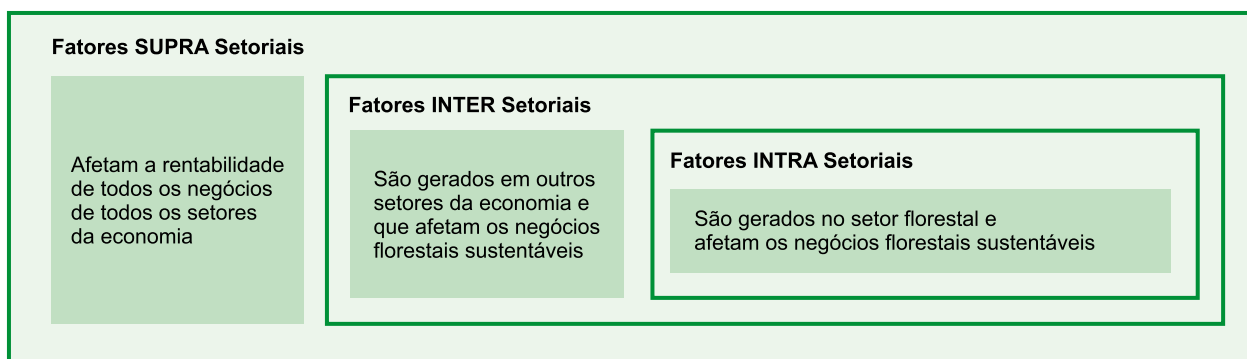 Fatores SUPRA Setoriais
Afetam a rentabilidade
de todos os negócios
de todos os setores
da economia
Fatores INTER Setoriais
São gerados em outros
setores da economia e
que afetam os negócios
florestais sustentáveis
Fatores INTRA Setoriais
São gerados no setor florestal e
afetam os negócios florestais sustentáveis